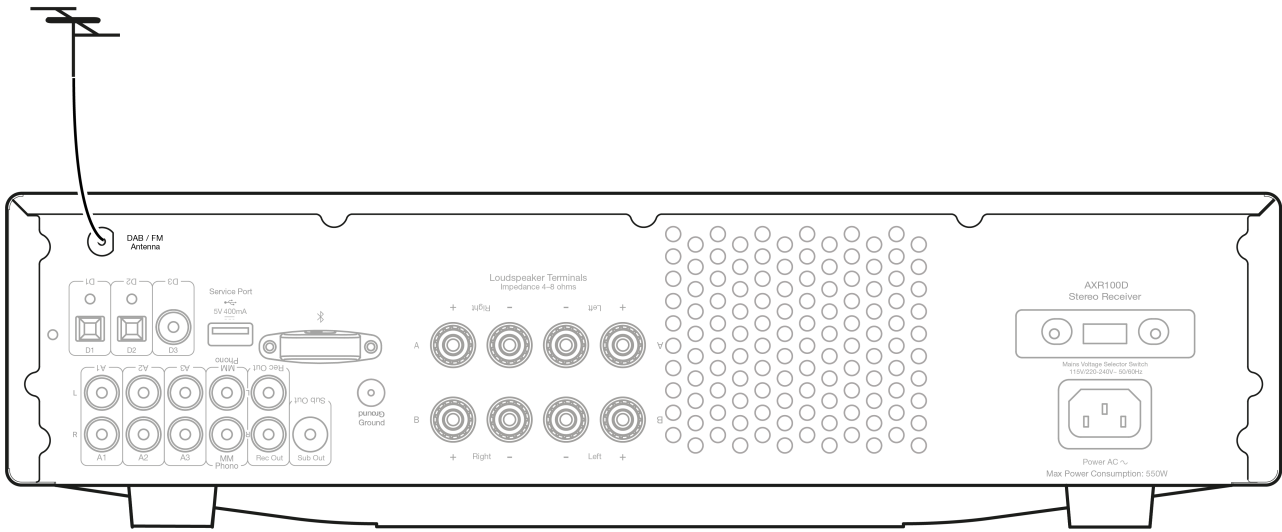 DAB / FM
Antenna
D1 D2 D3
Service Port
5V 400mA
D1 D2 D3
Loudspeaker Terminals
Impedance 4–8 ohms
+ Right – – Left +
A A
B B
+ Right – – Left +
MM
Phono
A1 A2 A3 Rec Out
L L
Sub Out
R R
A1 A2 A3 MM Rec Out Sub Out
Phono
Ground
Ground
AXR100D
Stereo Receiver
Mains Voltage Selector Switch
115V/220-240V~ 50/60Hz
Power AC ~
Max Power Consumption: 550W